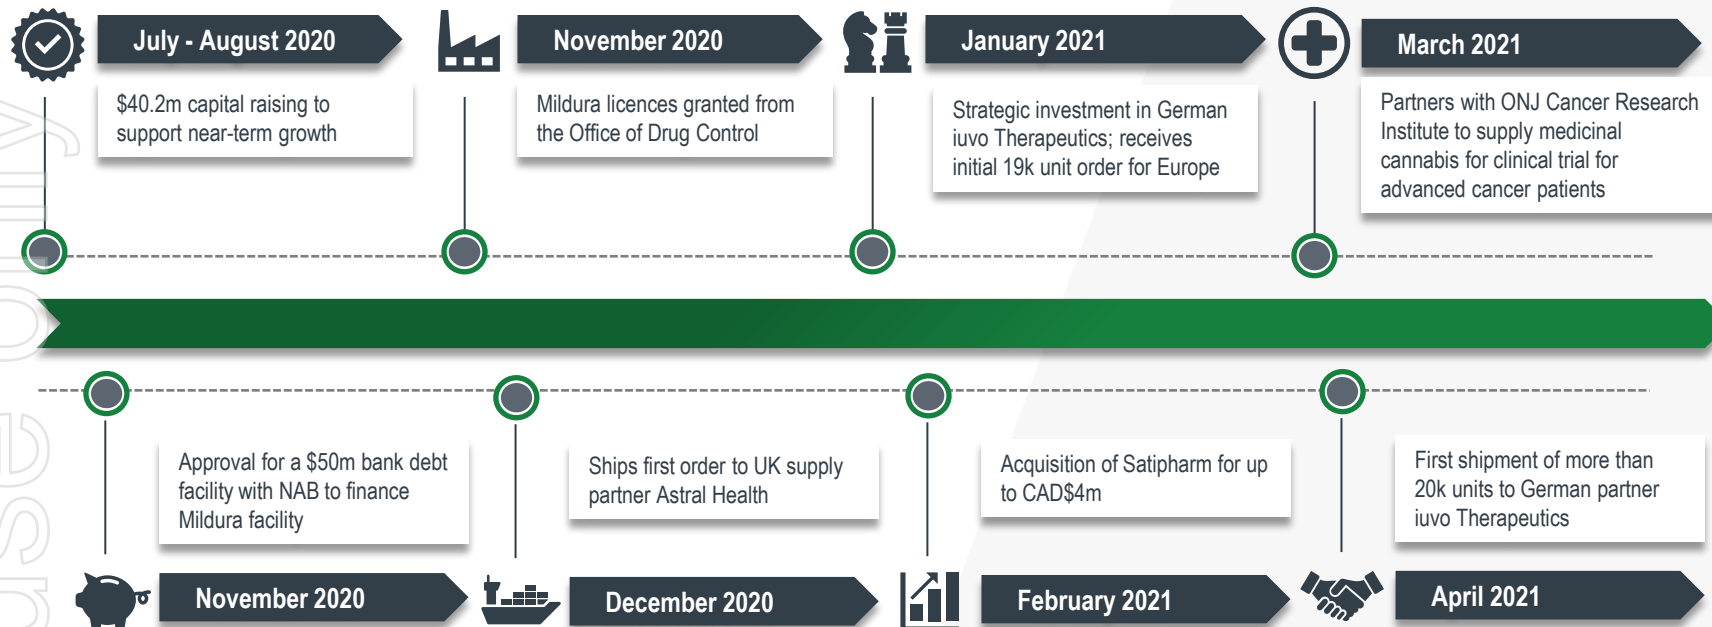 July - August 2020
$40.2m capital raising to
support near-term growth
November 2020
Mildura licences granted from
the Office of Drug Control
January 2021
Strategic investment in German
iuvo Therapeutics; receives
initial 19k unit order for Europe
March 2021
Partners with ONJ Cancer Research
Institute to supply medicinal
cannabis for clinical trial for
advanced cancer patients
Approval for a $50m bank debt
facility with NAB to finance
Mildura facility
November 2020
Ships first order to UK supply
partner Astral Health
December 2020
Acquisition of Satipharm for up
to CAD$4m
February 2021
First shipment of more than
20k units to German partner
iuvo Therapeutics
April 2021
use only